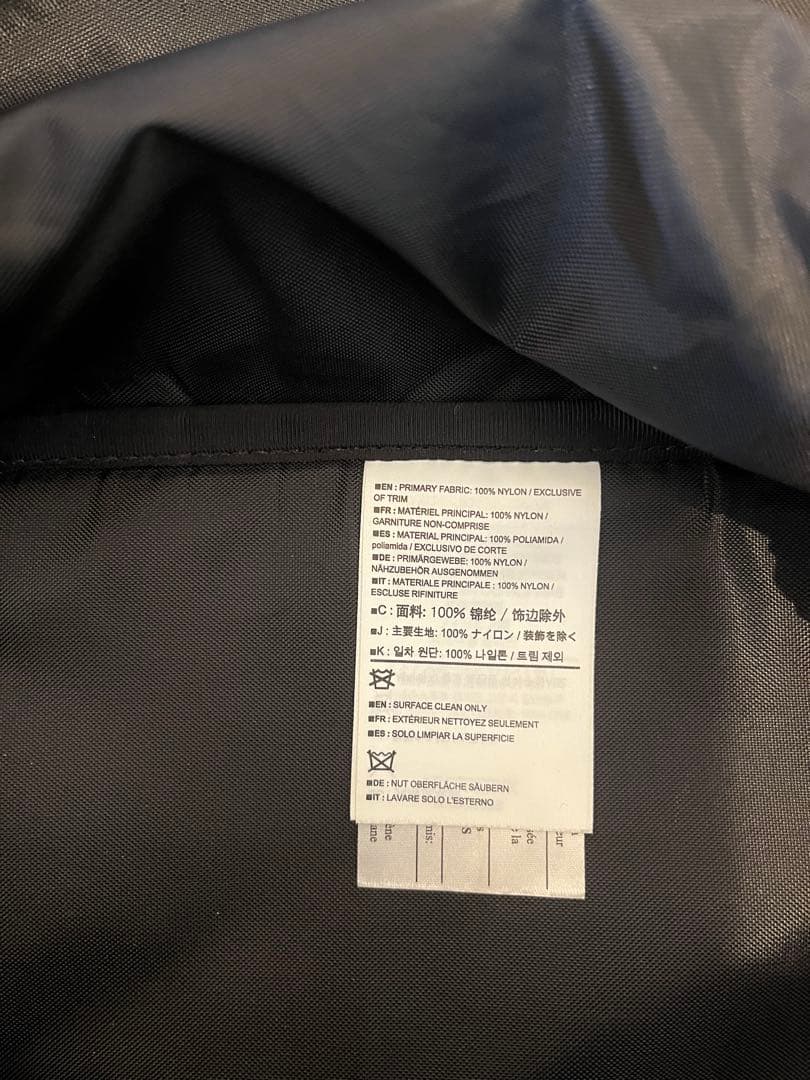 ■EN : PRIMARY FABRIC: 100% NYLON / EXCLUSIVE
OF TRIM
■FR : MATÉRIEL PRINCIPAL: 100% NYLON /
GARNITURE NON-COMPRISE
■ES : MATERIAL PRINCIPAL: 100% POLIAMIDA /
poliamida / EXCLUSIVO DE CORTE
■DE : PRIMÄRGEWEBE: 100% NYLON /
NÄHZUBEHÖR AUSGENOMMEN
■IT : MATERIALE PRINCIPALE : 100% NYLON /
ESCLUSE RIFINITURE
■C : 面料: 100% 锦纶 / 饰边除外
■J : 主要生地: 100% ナイロン / 装飾を除く
■K : 일차 원단: 100% 나일론 / 트림 제외
■EN : SURFACE CLEAN ONLY
■FR : EXTÉRIEUR NETTOYEZ SEULEMENT
■ES : SOLO LIMPIAR LA SUPERFICIE
■DE : NUT OBERFLÄCHE SÄUBERN
■IT : LAVARE SOLO L'ESTERNO